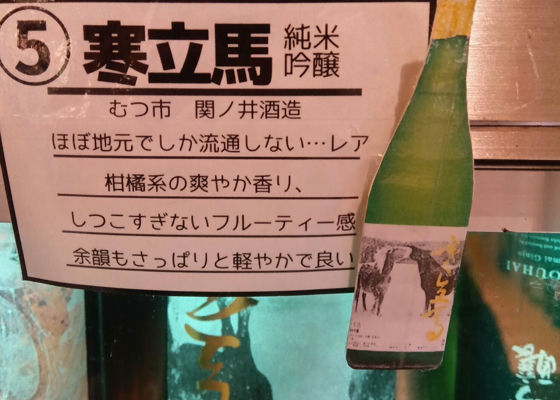 ⑤ 寒立馬 純米
吟醸
むつ市 関ノ井酒造
ほぼ地元でしか流通しない…レア
柑橘系の爽やか香り、
しつこすぎないフルーティー感
余韻もさっぱりと軽やかで良い